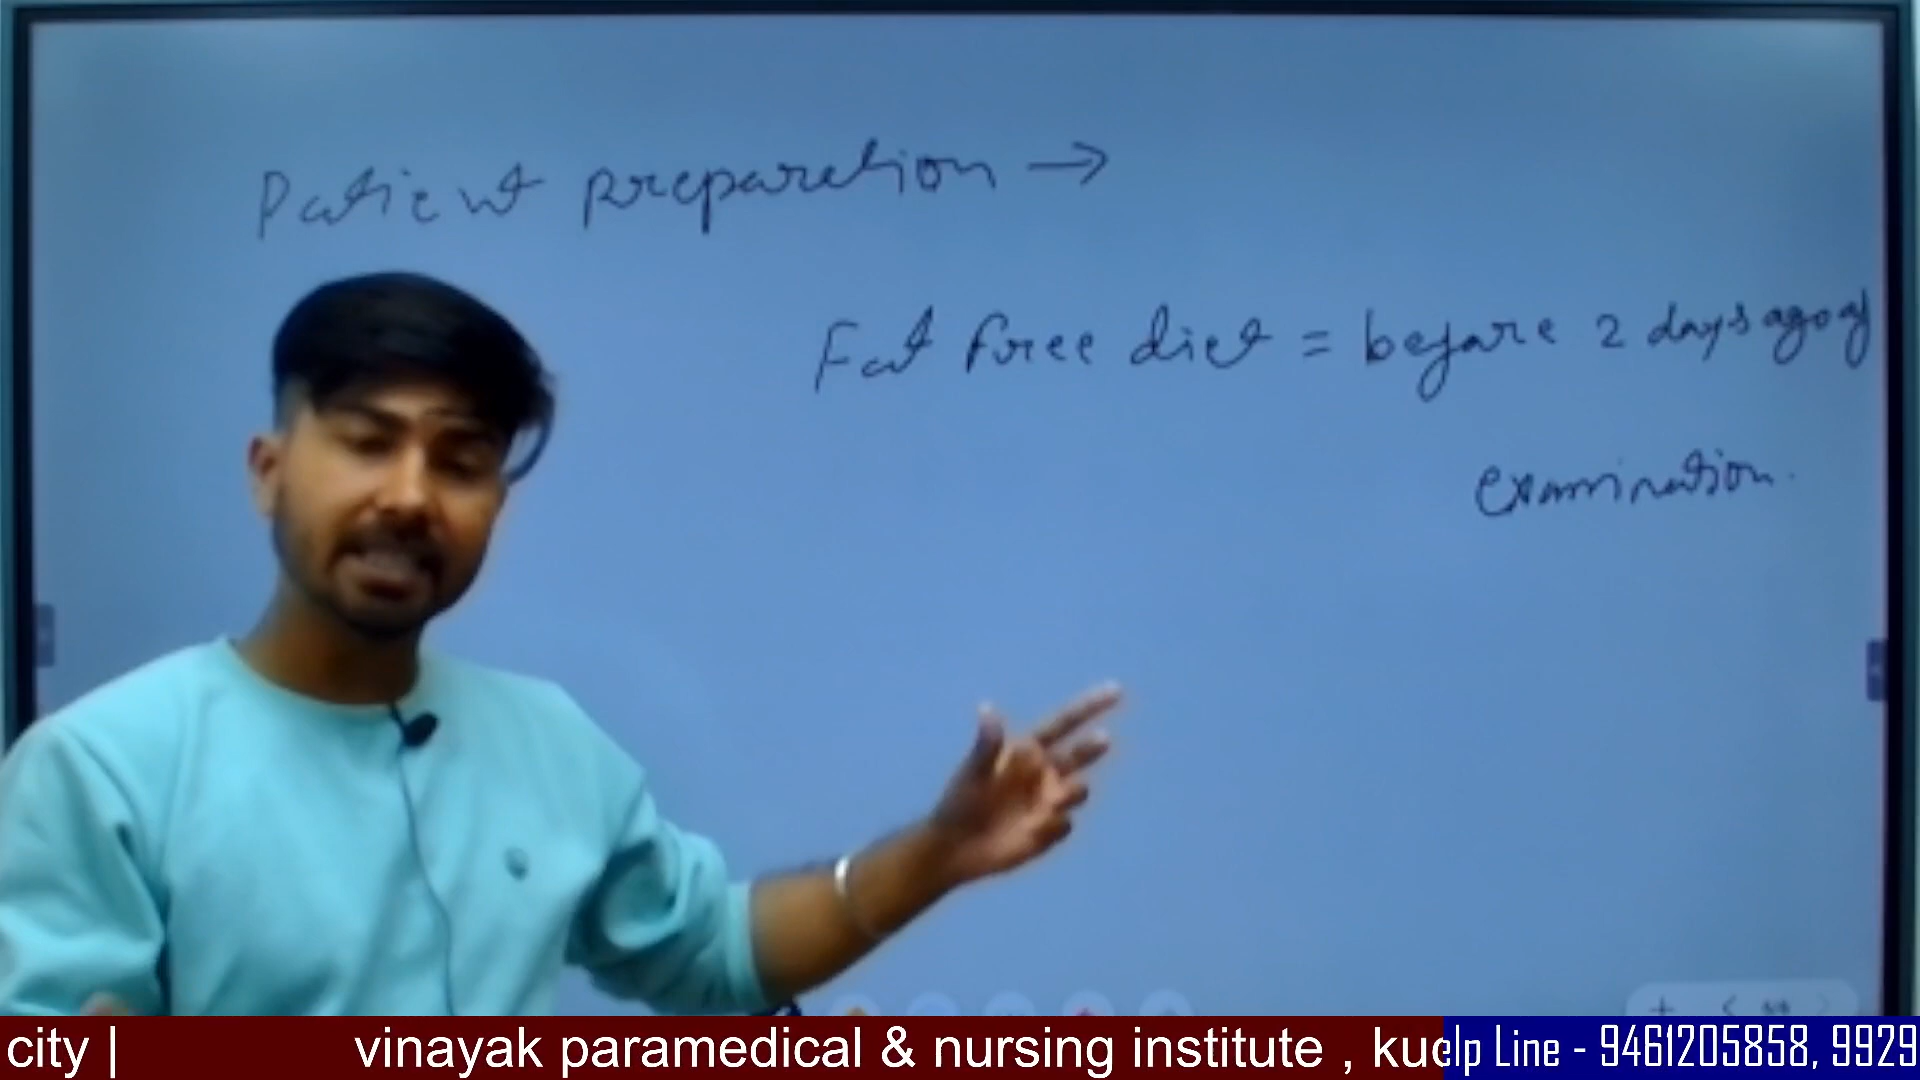 Patient preparation →
Fat free diet = before 2 days ago of
examination.
city | vinayak paramedical & nursing institute , kuc
lp Line - 9461205858, 9929